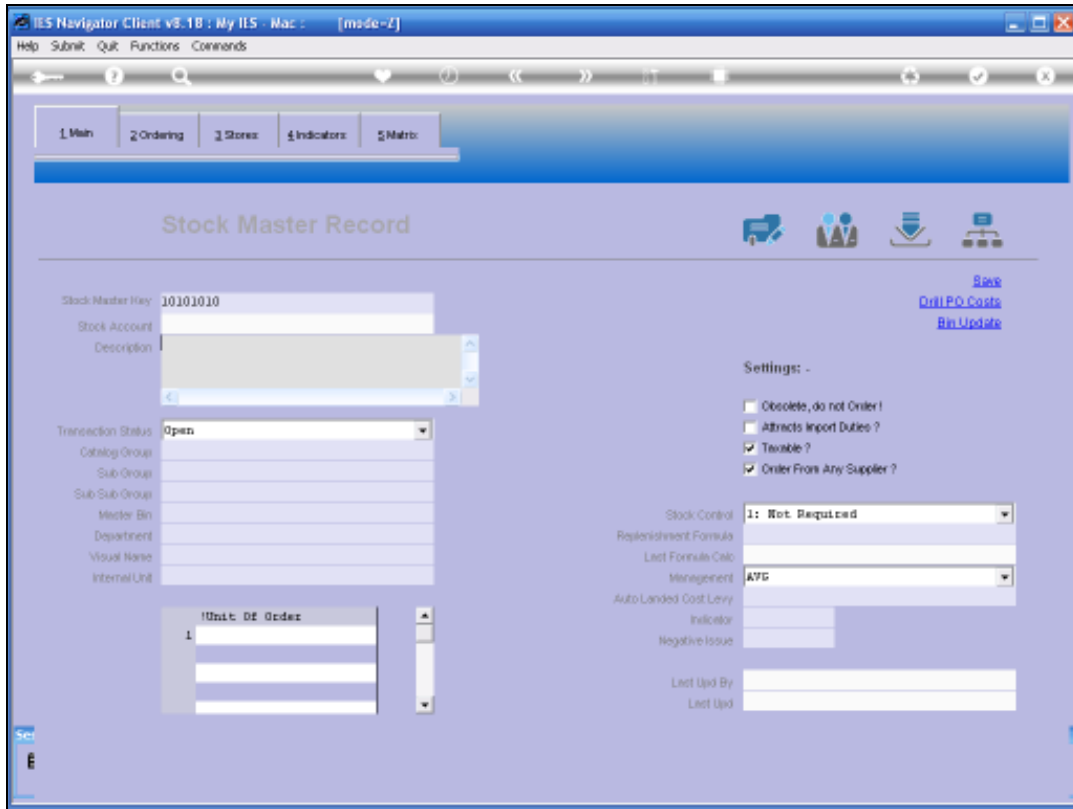 IES Navigator Client v8.1B : My IES - Mac : [mode=Z]
Help Submit Quit Functions Commands
1 Main 2 Ordering 3 Stores 4 Indicators 5 Matrix
Stock Master Record
Save
Drill PO Costs
Bin Update
Stock Master Key 10101010
Stock Account
Description
Settings: -
Obsolete, do not Order !
Attracts Import Duties ?
Taxable ?
Order From Any Supplier ?
Transaction Status Open
Catalog Group
Sub Group
Sub Sub Group
Master Bin
Department
Visual Name
Internal Unit
Stock Control 1: Not Required
Replenishment Formula
Last Formula Calc
Management AVG
Auto Landed Cost Levy
Indicator
Negative Issue
!Unit Of Order
1
Last Upd By
Last Upd